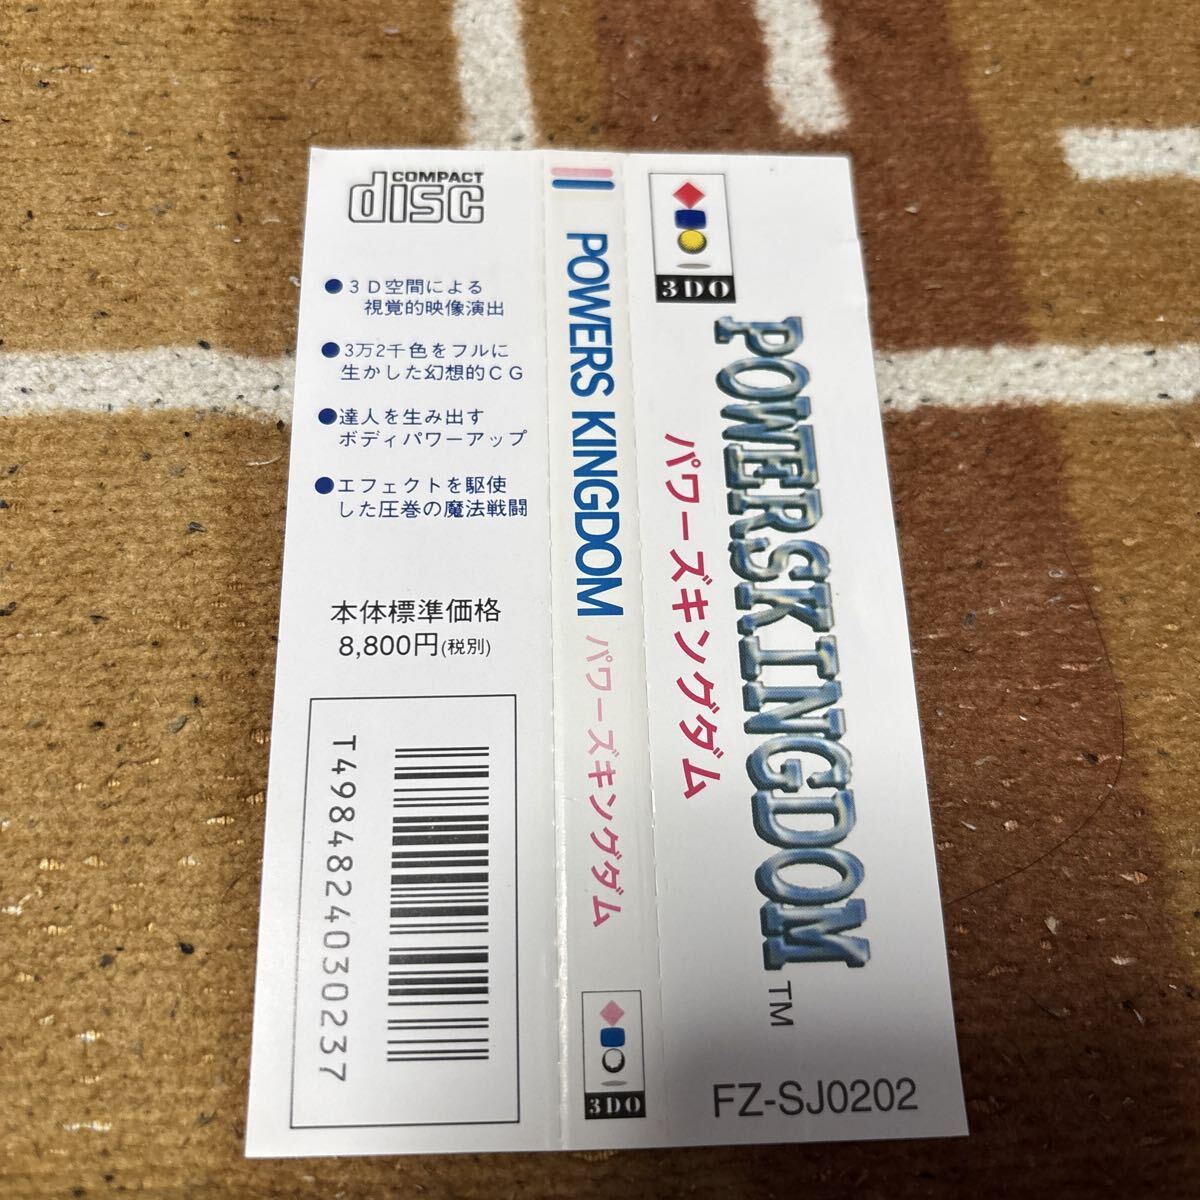 COMPACT
disc
●3D空間による
視覚的映像演出
●3万2千色をフルに
生かした幻想的CG
●達人を生み出す
ボディパワーアップ
●エフェクトを駆使
した圧巻の魔法戦闘
本体標準価格
8,800円(税別)
T4984824030237
POWERS KINGDOM パワーズキングダム
3DO
3DO
POWERSKINGDOM™
パワーズキングダム
FZ-SJ0202